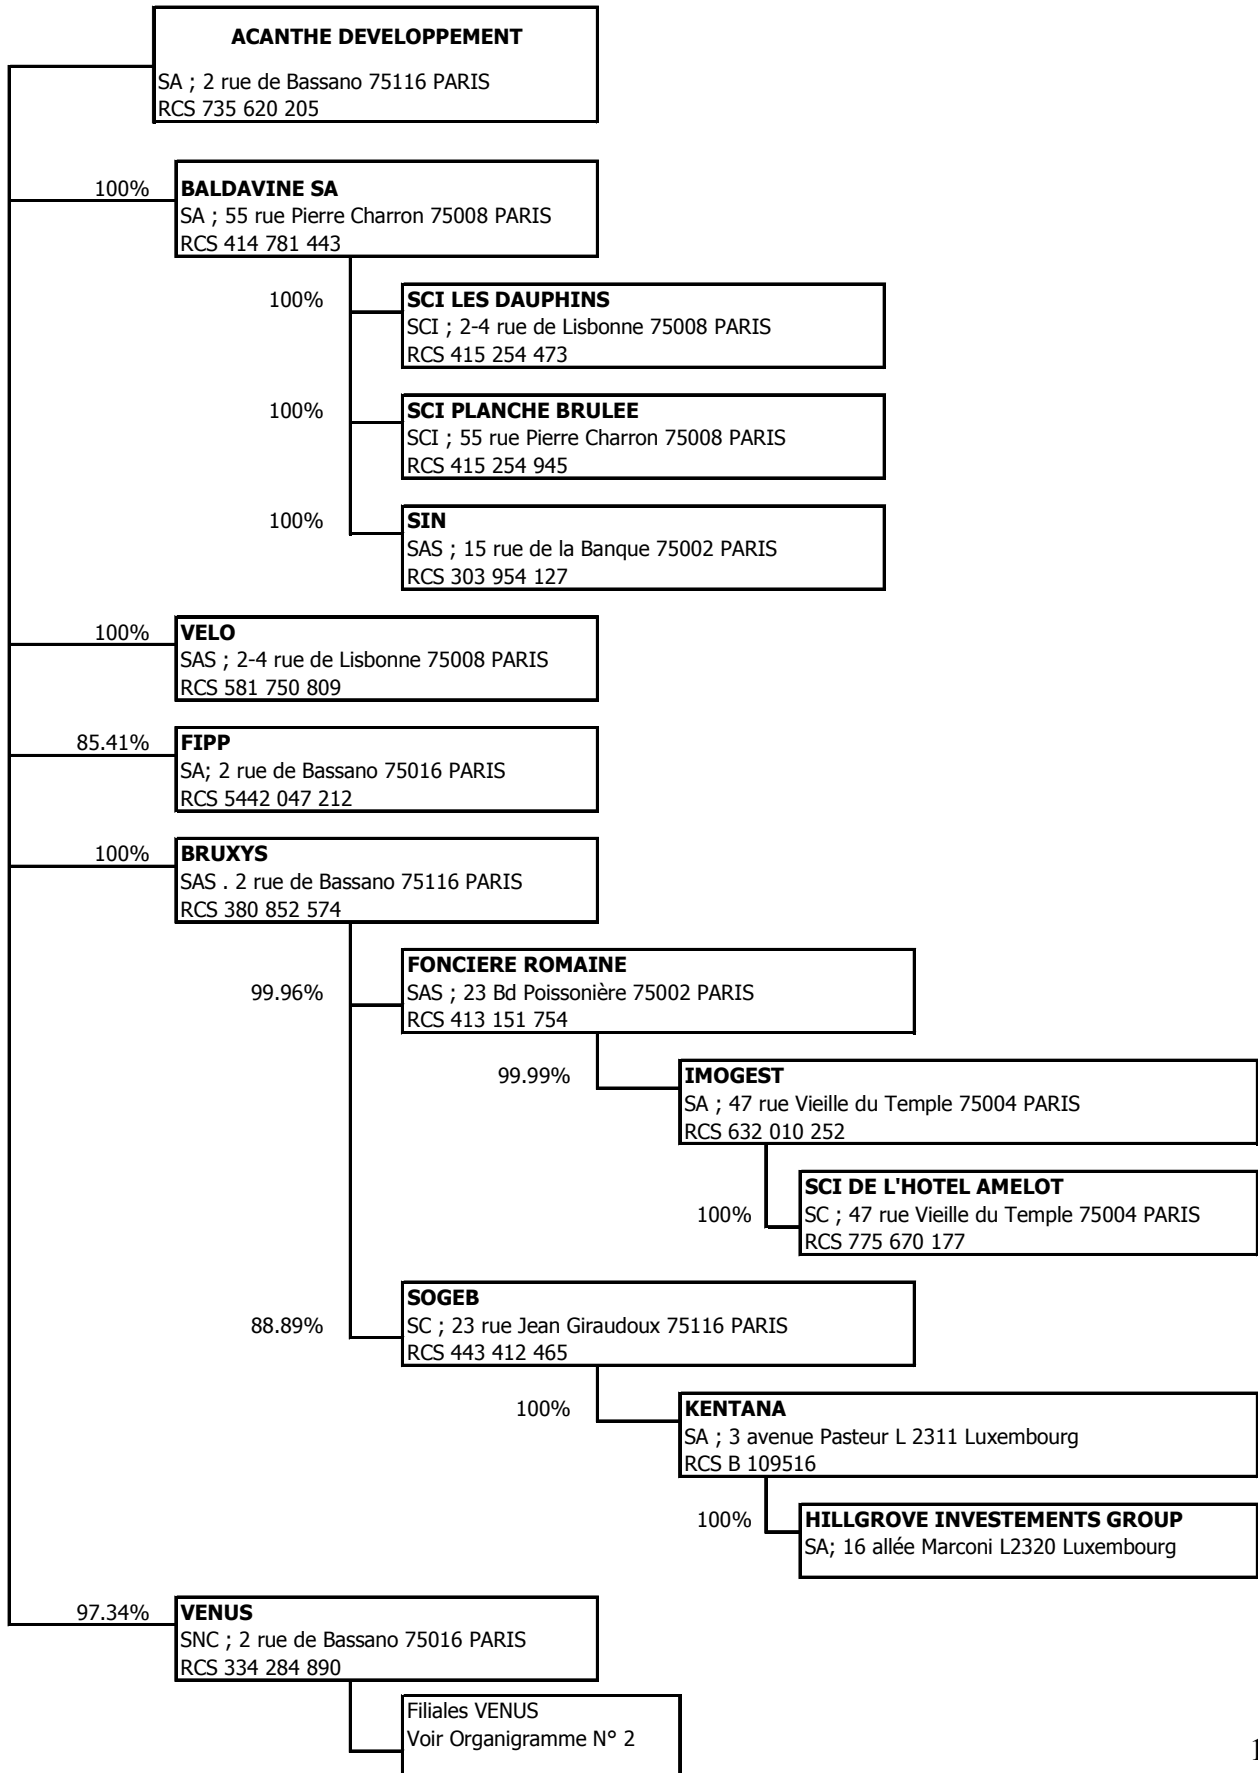 ACANTHE DEVELOPPEMENT
SA ; 2 rue de Bassano 75116 PARIS
RCS 735 620 205
100%
BALDAVINE SA
SA ; 55 rue Pierre Charron 75008 PARIS
RCS 414 781 443
100%
SCI LES DAUPHINS
SCI ; 2-4 rue de Lisbonne 75008 PARIS
RCS 415 254 473
100%
SCI PLANCHE BRULEE
SCI ; 55 rue Pierre Charron 75008 PARIS
RCS 415 254 945
100%
SIN
SAS ; 15 rue de la Banque 75002 PARIS
RCS 303 954 127
100%
VELO
SAS ; 2-4 rue de Lisbonne 75008 PARIS
RCS 581 750 809
85.41%
FIPP
SA; 2 rue de Bassano 75016 PARIS
RCS 5442 047 212
100%
BRUXYS
SAS . 2 rue de Bassano 75116 PARIS
RCS 380 852 574
99.96%
FONCIERE ROMAINE
SAS ; 23 Bd Poissonière 75002 PARIS
RCS 413 151 754
99.99%
IMOGEST
SA ; 47 rue Vieille du Temple 75004 PARIS
RCS 632 010 252
100%
SCI DE L'HOTEL AMELOT
SC ; 47 rue Vieille du Temple 75004 PARIS
RCS 775 670 177
88.89%
SOGEB
SC ; 23 rue Jean Giraudoux 75116 PARIS
RCS 443 412 465
100%
KENTANA
SA ; 3 avenue Pasteur L 2311 Luxembourg
RCS B 109516
100%
HILLGROVE INVESTEMENTS GROUP
SA; 16 allée Marconi L2320 Luxembourg
97.34%
VENUS
SNC ; 2 rue de Bassano 75016 PARIS
RCS 334 284 890
Filiales VENUS
Voir Organigramme N° 2
1